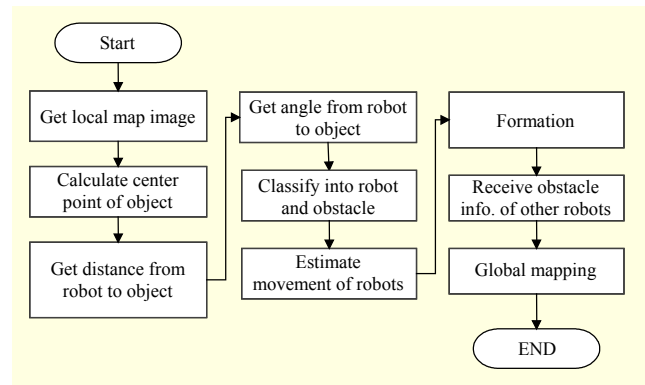 Start
Get local map image
Calculate center
point of object
Get distance from
robot to object
Get angle from robot
to object
Classify into robot
and obstacle
Estimate
movement of robots
Formation
Receive obstacle
info. of other robots
Global mapping
END